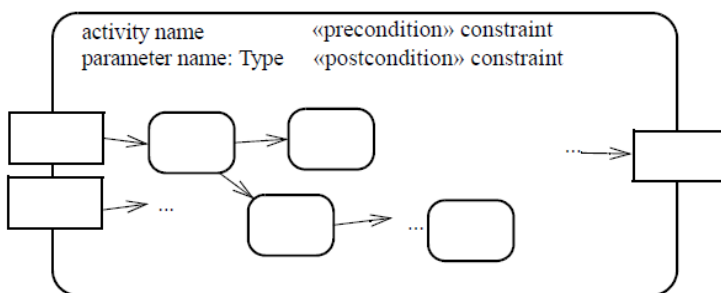 activity name «precondition» constraint
parameter name: Type «postcondition» constraint
...
...
...